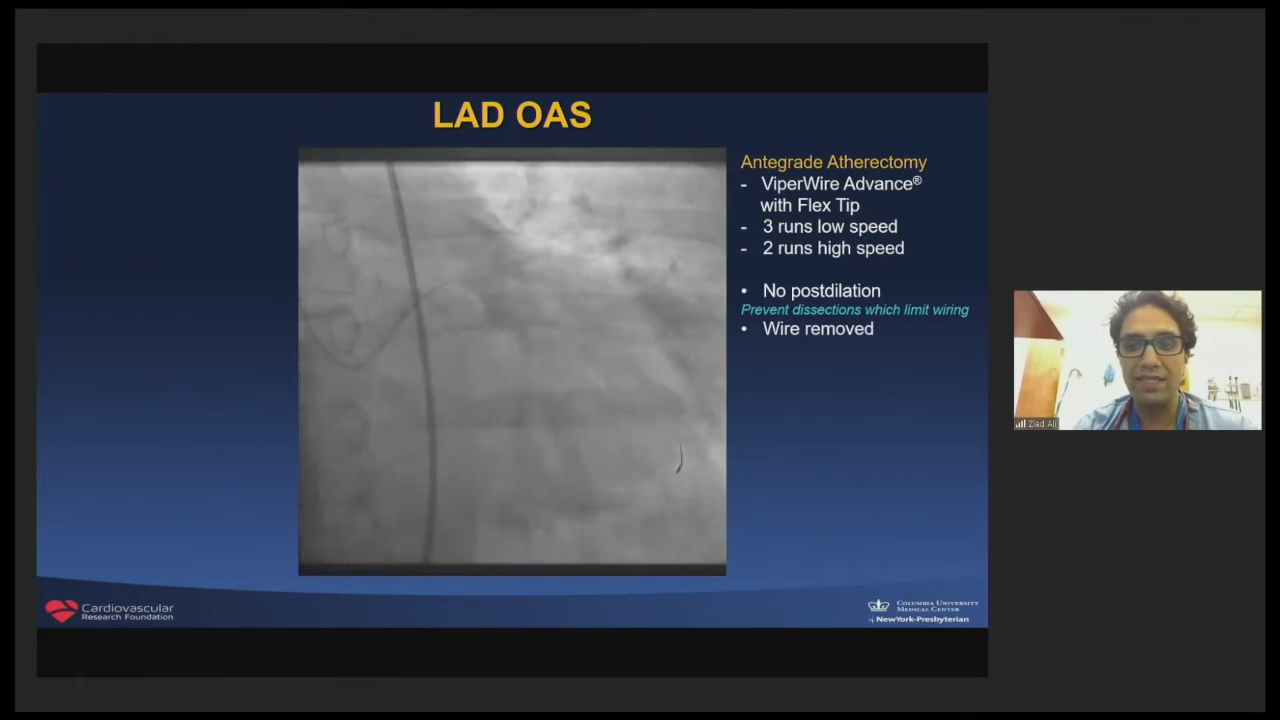 LAD OAS
Antegrade Atherectomy
- ViperWire Advance®
with Flex Tip
- 3 runs low speed
- 2 runs high speed
• No postdilation
Prevent dissections which limit wiring
• Wire removed
Ziad Ali
Cardiovascular
Research Foundation
COLUMBIA UNIVERSITY
MEDICAL CENTER
NewYork-Presbyterian